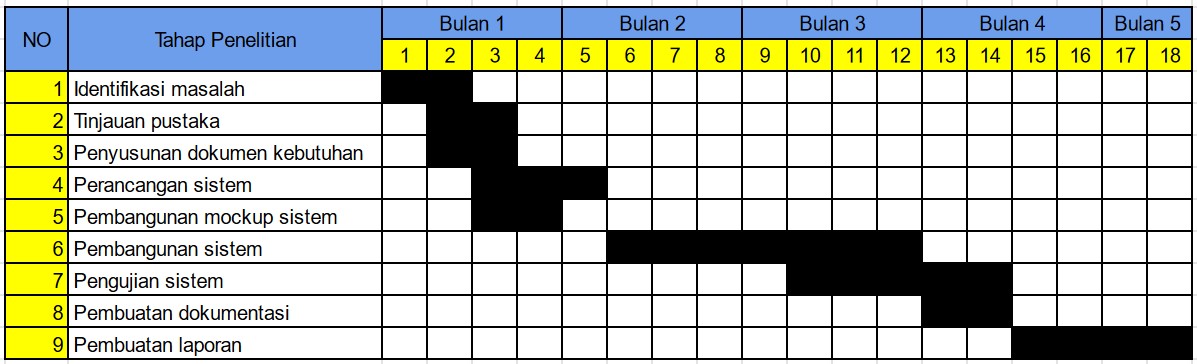 NO Tahap Penelitian Bulan 1 Bulan 2 Bulan 3 Bulan 4 Bulan 5
1 2 3 4 5 6 7 8 9 10 11 12 13 14 15 16 17 18
1 Identifikasi masalah
2 Tinjauan pustaka
3 Penyusunan dokumen kebutuhan
4 Perancangan sistem
5 Pembangunan mockup sistem
6 Pembangunan sistem
7 Pengujian sistem
8 Pembuatan dokumentasi
9 Pembuatan laporan